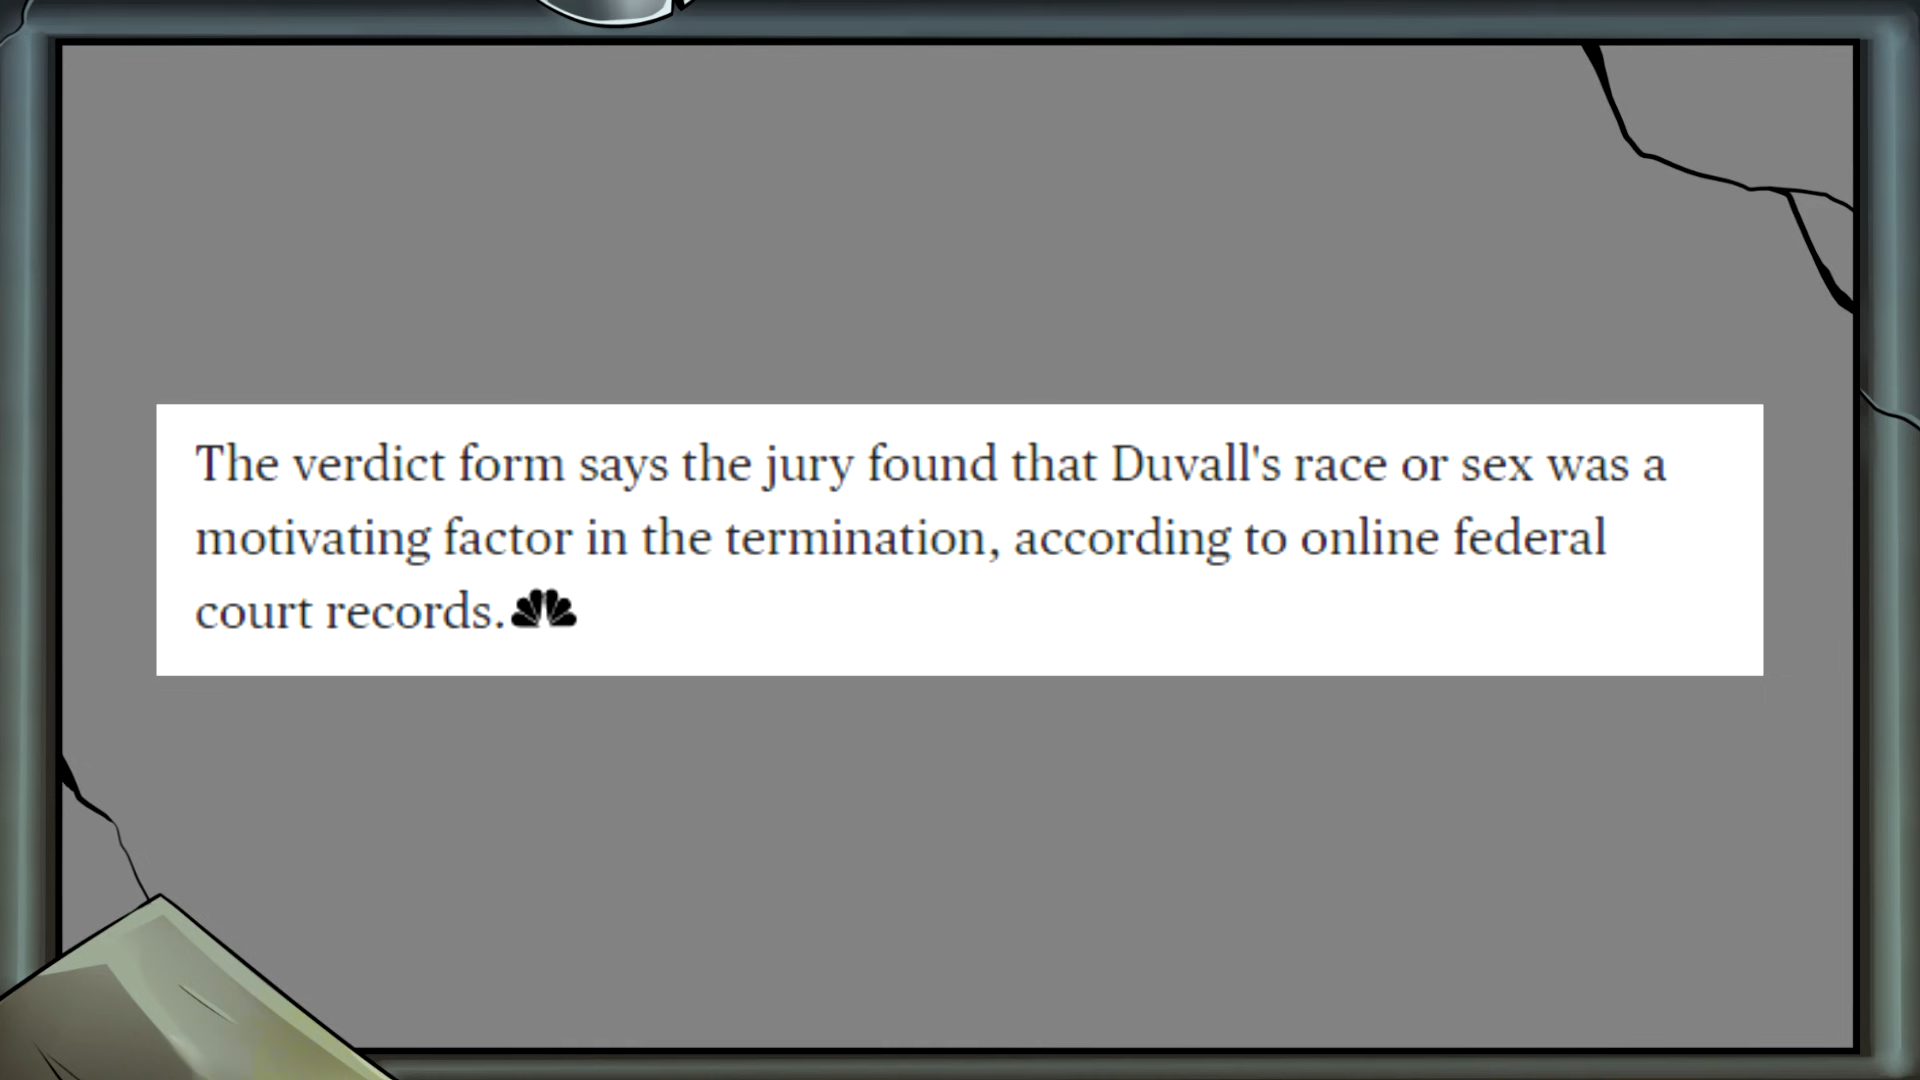 The verdict form says the jury found that Duvall's race or sex was a
motivating factor in the termination, according to online federal
court records.